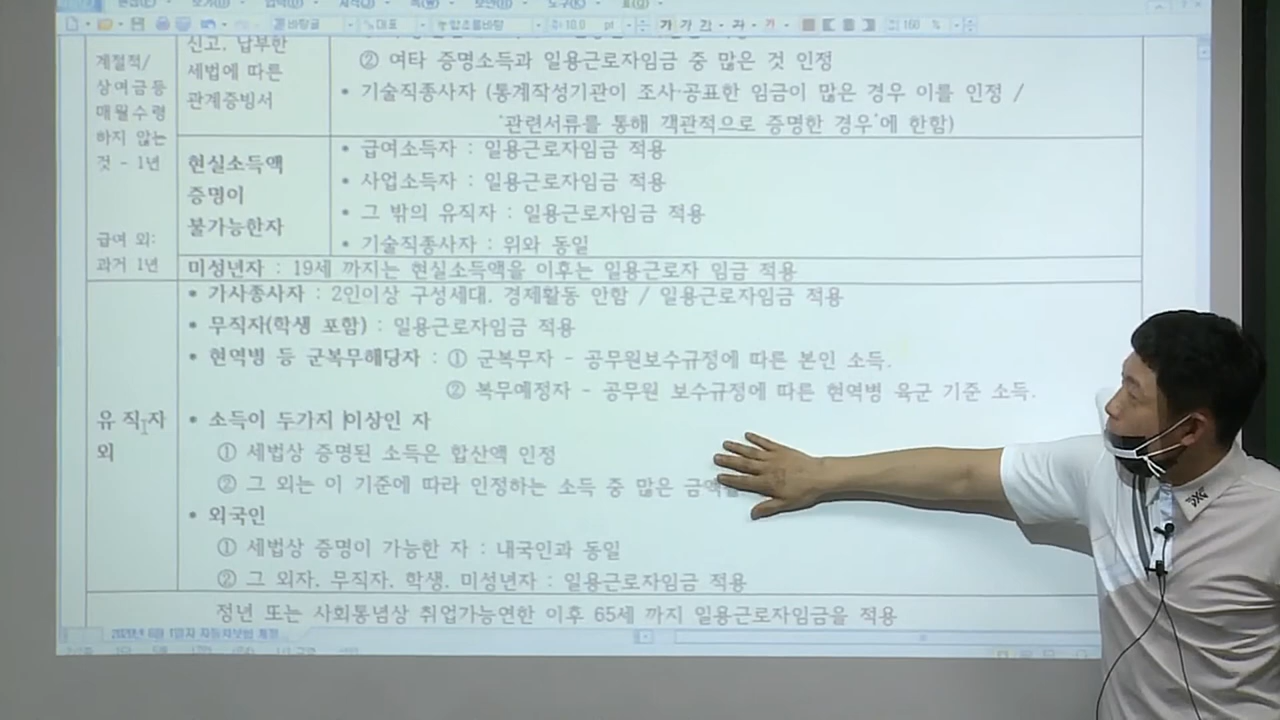 바탕글
대표
함초롬바탕
10.0 pt
가 가 가 가 가
160 %
계절적/
상여금등
매월수령
하지 않는
것 - 1년
급여 외:
과거 1년
신고, 납부한
세법에 따른
관계증빙서
② 여타 증명소득과 일용근로자임금 중 많은 것 인정
• 기술직종사자 (통계작성기관이 조사·공표한 임금이 많은 경우 이를 인정 /
'관련서류를 통해 객관적으로 증명한 경우'에 한함)
현실소득액
증명이
불가능한자
• 급여소득자 : 일용근로자임금 적용
• 사업소득자 : 일용근로자임금 적용
• 그 밖의 유직자 : 일용근로자임금 적용
• 기술직종사자 : 위와 동일
미성년자 : 19세 까지는 현실소득액을 이후는 일용근로자 임금 적용
유직자
외
• 가사종사자 : 2인이상 구성세대, 경제활동 안함 / 일용근로자임금 적용
• 무직자(학생 포함) : 일용근로자임금 적용
• 현역병 등 군복무해당자 : ① 군복무자 - 공무원보수규정에 따른 본인 소득.
② 복무예정자 - 공무원 보수규정에 따른 현역병 육군 기준 소득.
• 소득이 두가지 이상인 자
① 세법상 증명된 소득은 합산액 인정
② 그 외는 이 기준에 따라 인정하는 소득 중 많은 금액
• 외국인
① 세법상 증명이 가능한 자 : 내국인과 동일
② 그 외자, 무직자, 학생, 미성년자 : 일용근로자임금 적용
정년 또는 사회통념상 취업가능연한 이후 65세 까지 일용근로자임금을 적용